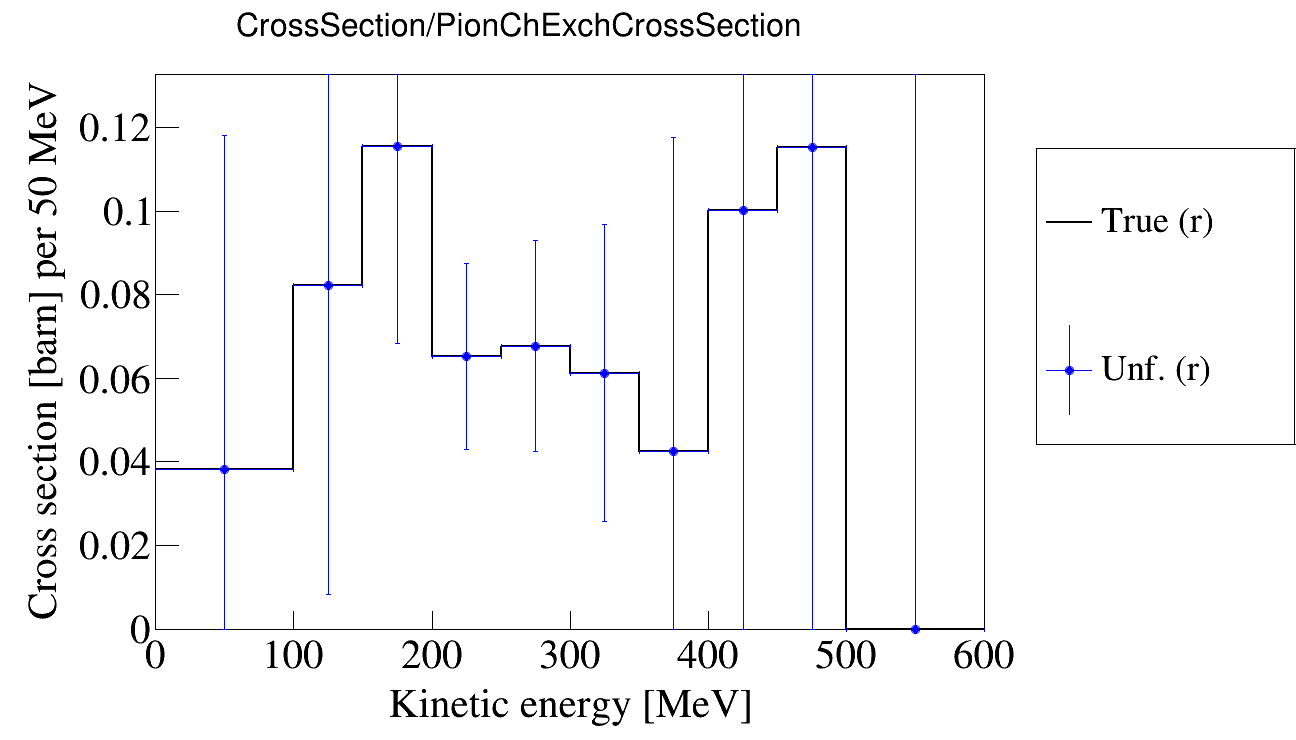 CrossSection/PionChExchCrossSection
Cross section [barn] per 50 MeV
0.12
0.1
0.08
0.06
0.04
0.02
0
0 100 200 300 400 500 600
Kinetic energy [MeV]
True (r)
Unf. (r)